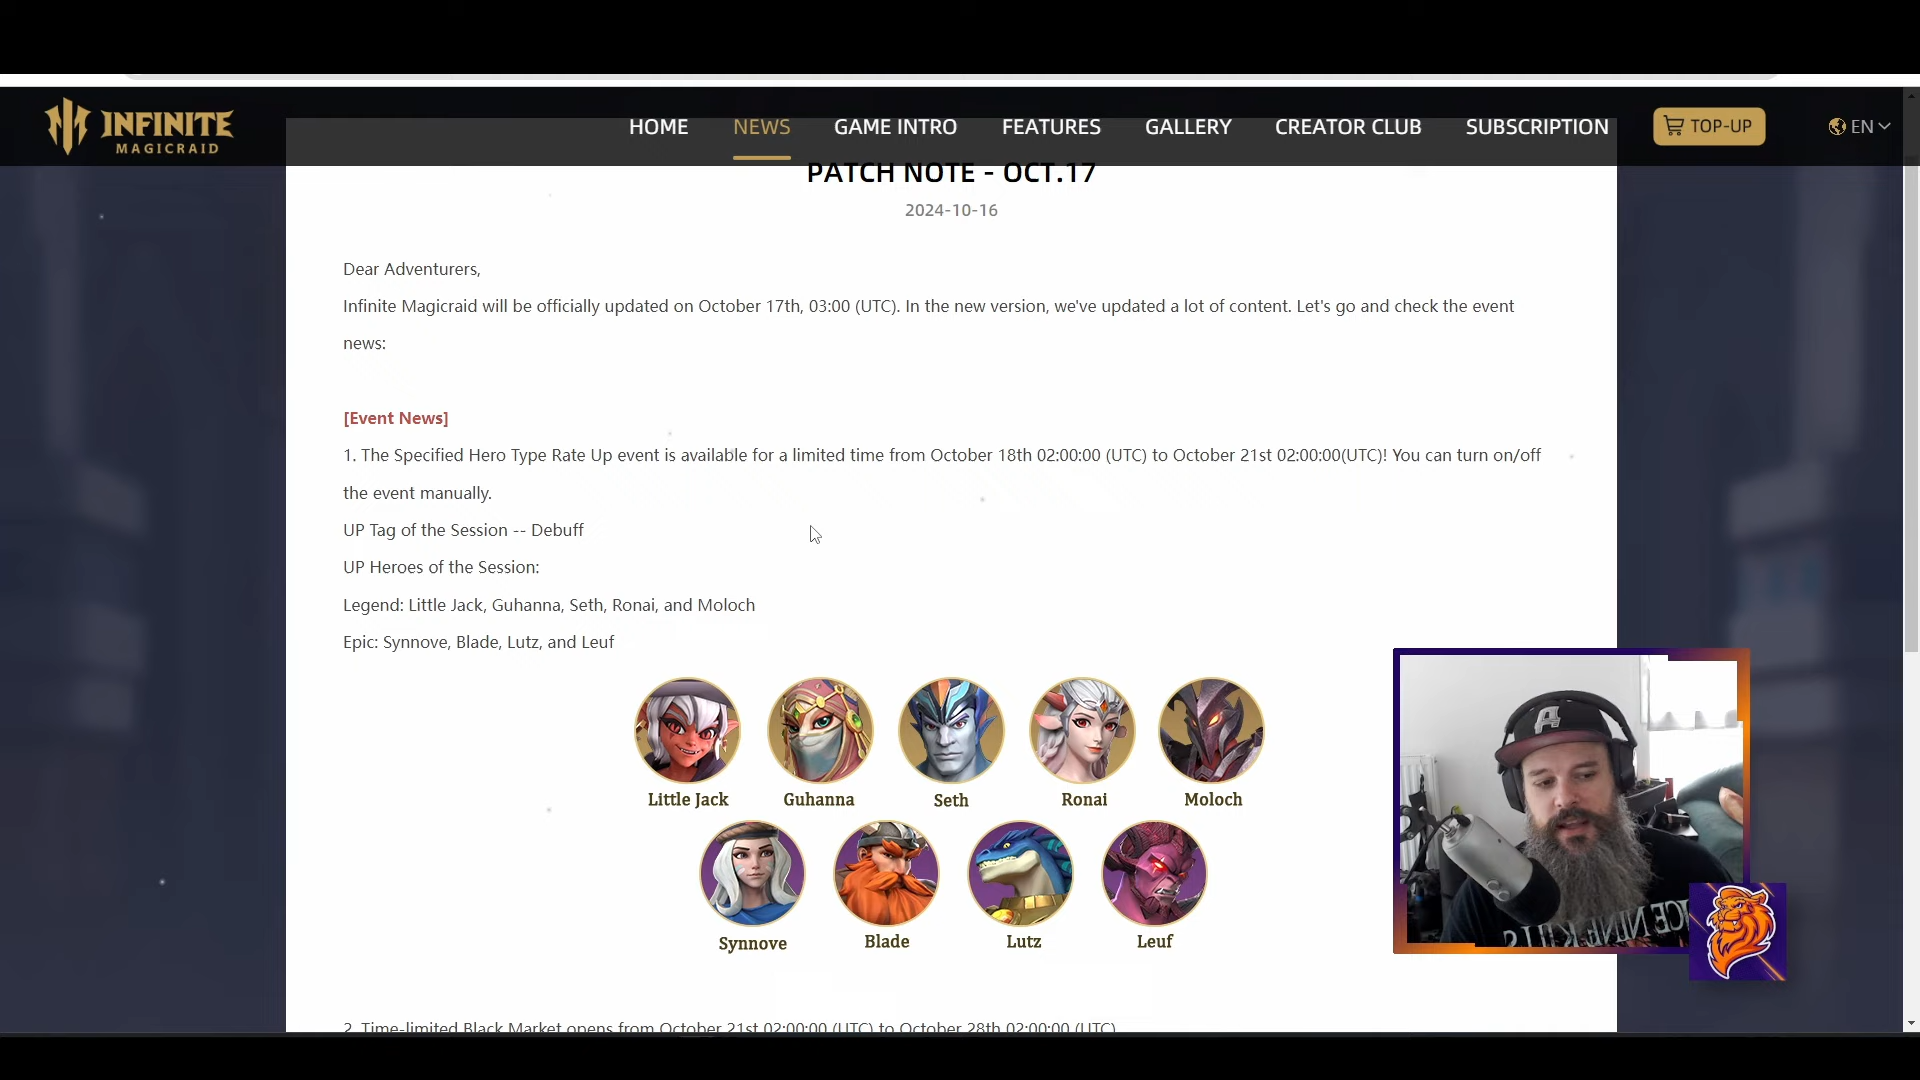 INFINITE
MAGICRAID
HOME NEWS GAME INTRO FEATURES GALLERY CREATOR CLUB SUBSCRIPTION TOP-UP EN
PATCH NOTE - OCT.17
2024-10-16
Dear Adventurers,
Infinite Magicraid will be officially updated on October 17th, 03:00 (UTC). In the new version, we've updated a lot of content. Let's go and check the event
news:
[Event News]
1. The Specified Hero Type Rate Up event is available for a limited time from October 18th 02:00:00 (UTC) to October 21st 02:00:00(UTC)! You can turn on/off
the event manually.
UP Tag of the Session -- Debuff
UP Heroes of the Session:
Legend: Little Jack, Guhanna, Seth, Ronai, and Moloch
Epic: Synnove, Blade, Lutz, and Leuf
Little Jack Guhanna Seth Ronai Moloch
Synnove Blade Lutz Leuf
2. Time-limited Black Market opens from October 21st 02:00:00 (UTC) to October 28th 02:00:00 (UTC)
A
ICE NINE KILLS